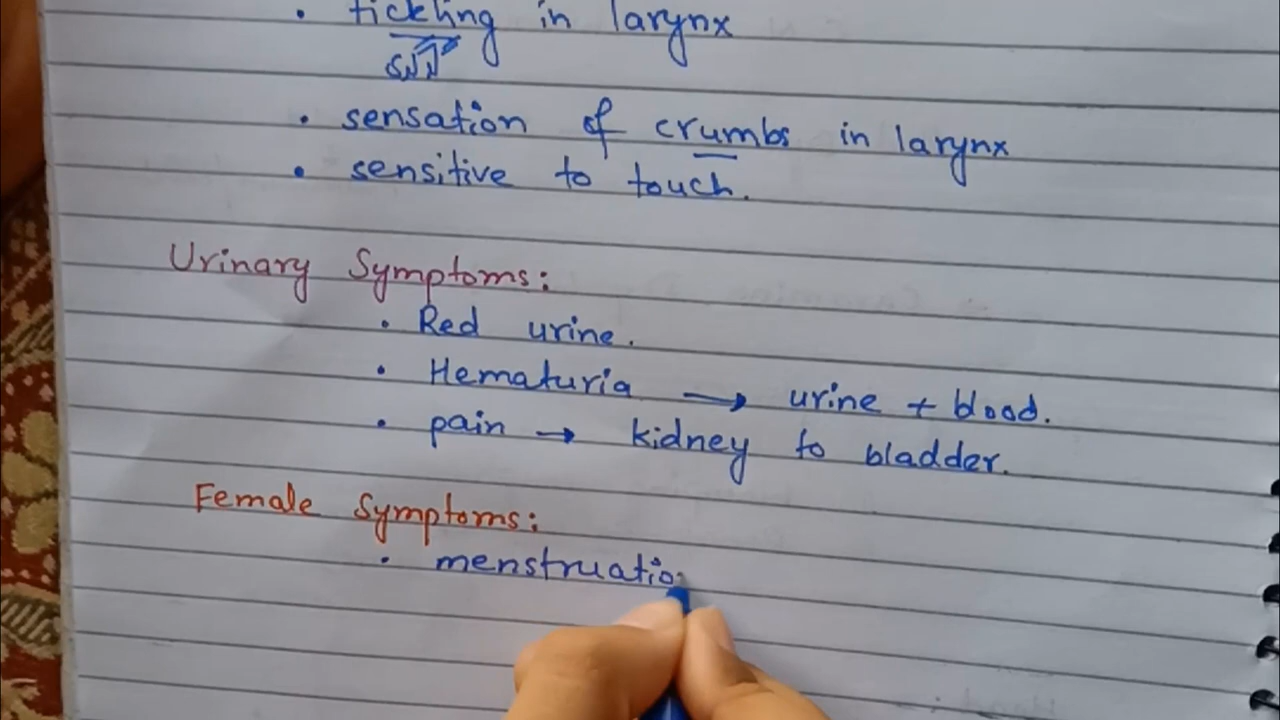 • tickling in larynx
• sensation of crumbs in larynx
• sensitive to touch.
Urinary Symptoms:
• Red urine.
• Hematuria → urine + blood.
• pain → kidney to bladder.
Female Symptoms:
• menstruatio